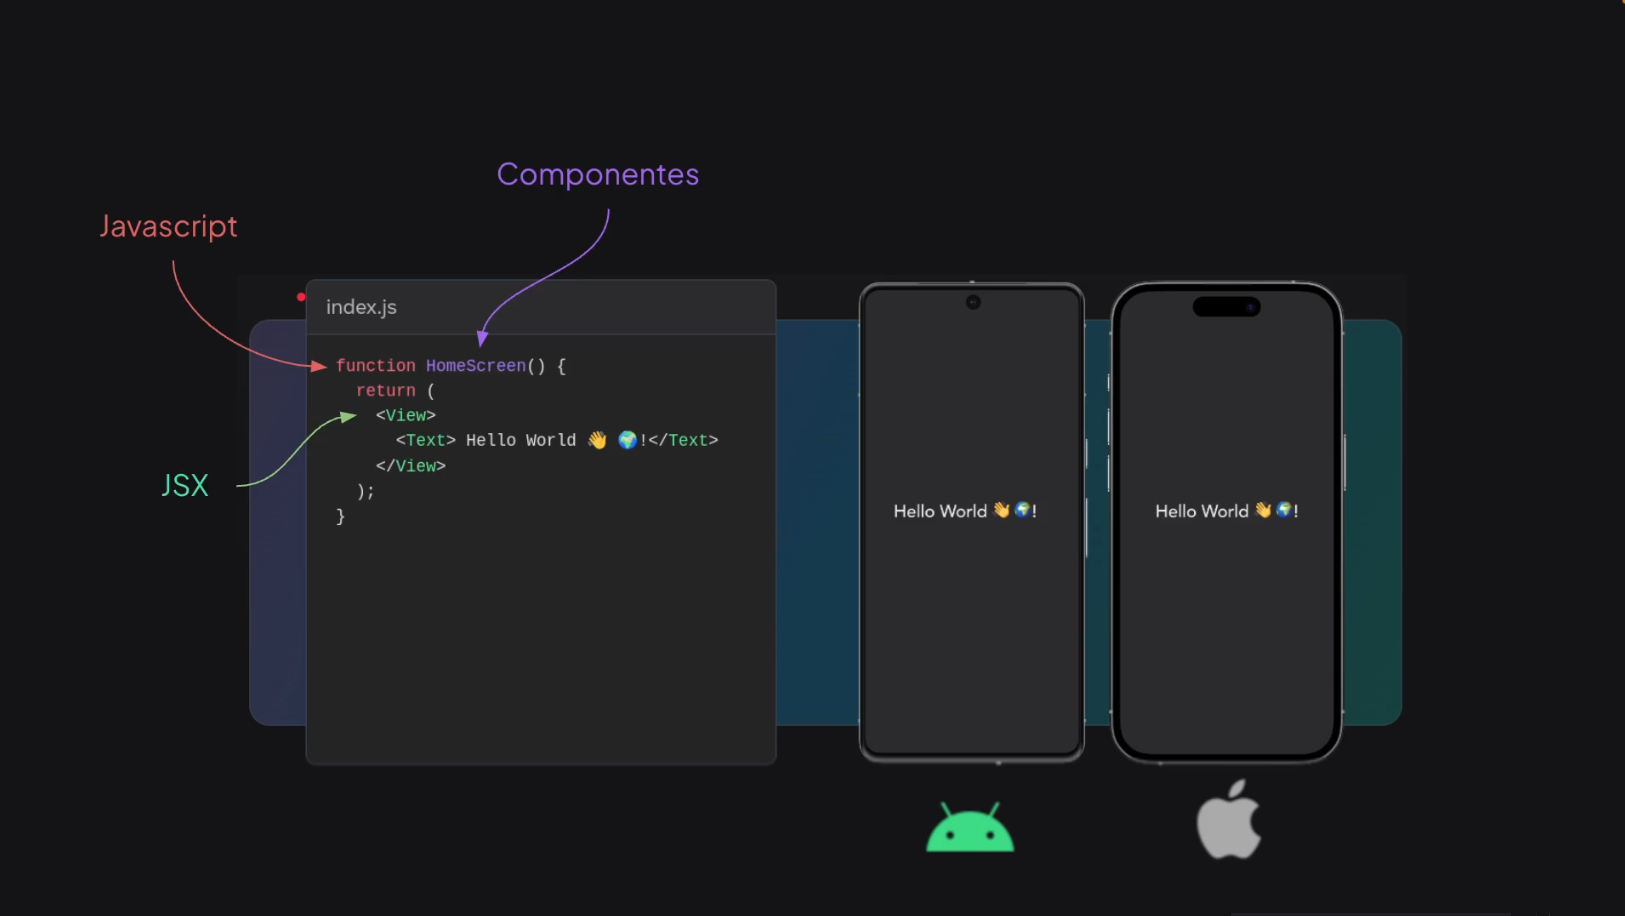 Componentes
Javascript
index.js
function HomeScreen() {
return (
<View>
<Text> Hello World 👋 🌍!</Text>
</View>
);
}
JSX
Hello World 👋🌍!
Hello World 👋🌍!